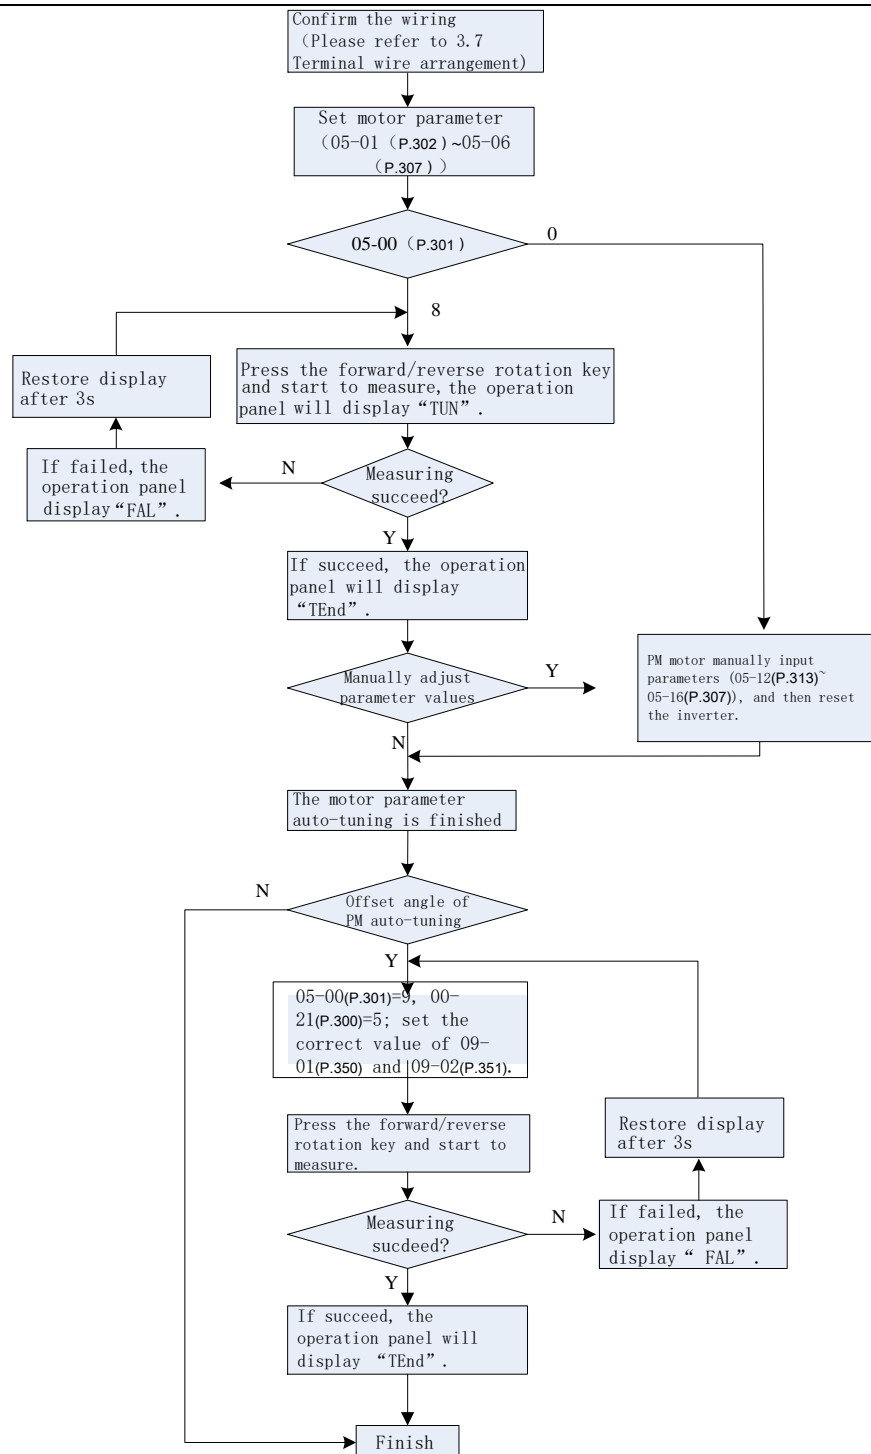 Confirm the wiring
（Please refer to 3.7
Terminal wire arrangement)
Set motor parameter
（05-01（P.302）~05-06
（P.307））
05-00（P.301）
0
8
Restore display
after 3s
Press the forward/reverse rotation key
and start to measure, the operation
panel will display “TUN”.
If failed, the
operation panel
display “FAL”.
N
Measuring
succeed?
Y
If succeed, the operation
panel will display
“TEnd”.
Manually adjust
parameter values
Y
PM motor manually input
parameters (05-12(P.313)~
05-16(P.307)), and then reset
the inverter.
N
The motor parameter
auto-tuning is finished
N
Offset angle of
PM auto-tuning
Y
05-00(P.301)=9, 00-
21(P.300)=5; set the
correct value of 09-
01(P.350) and 09-02(P.351).
Press the forward/reverse
rotation key and start to
measure.
Restore display
after 3s
Measuring
sucdeed?
N
If failed, the
operation panel
display “ FAL”.
Y
If succeed, the
operation panel will
display “TEnd”.
Finish